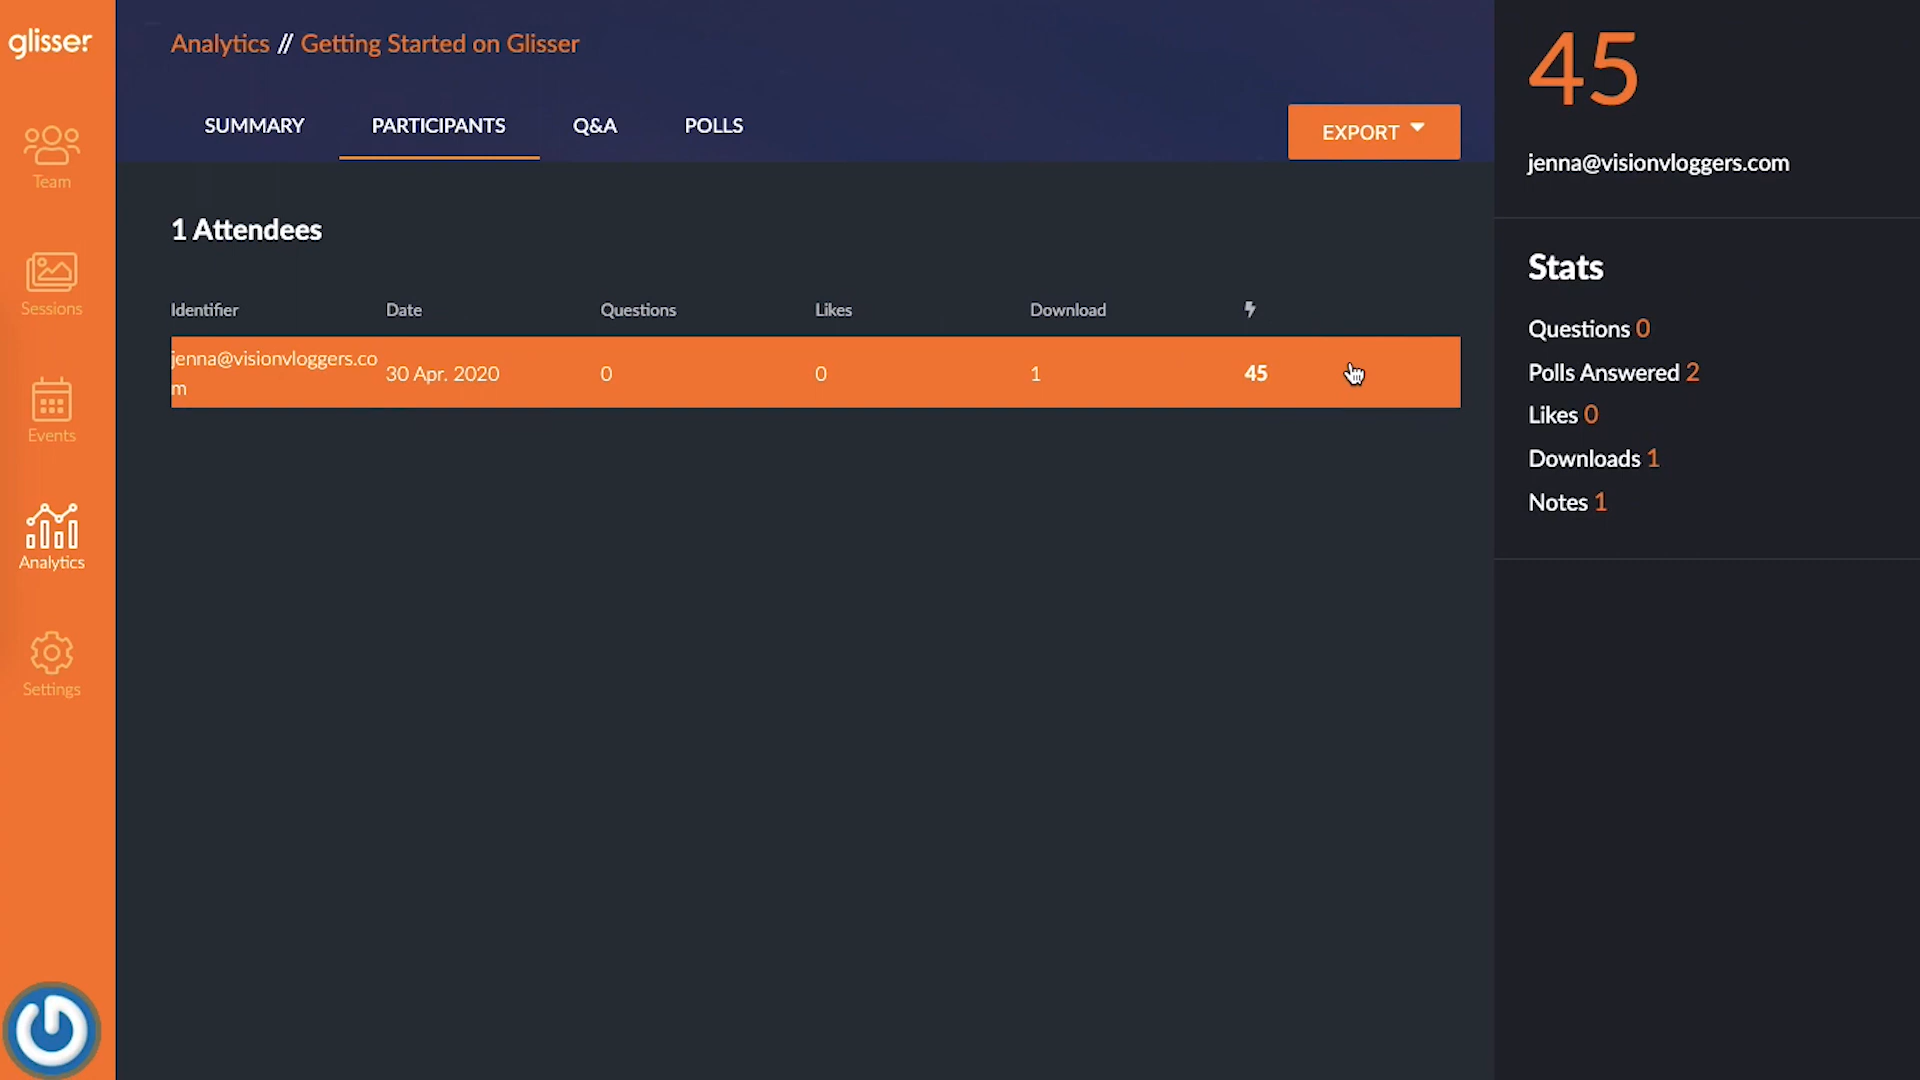 glisser
Team
Sessions
Events
Analytics
Settings
Analytics // Getting Started on Glisser
SUMMARY PARTICIPANTS Q&A POLLS
EXPORT
1 Attendees
Identifier Date Questions Likes Download
jenna@visionvloggers.co
m 30 Apr. 2020 0 0 1 45
45
jenna@visionvloggers.com
Stats
Questions 0
Polls Answered 2
Likes 0
Downloads 1
Notes 1